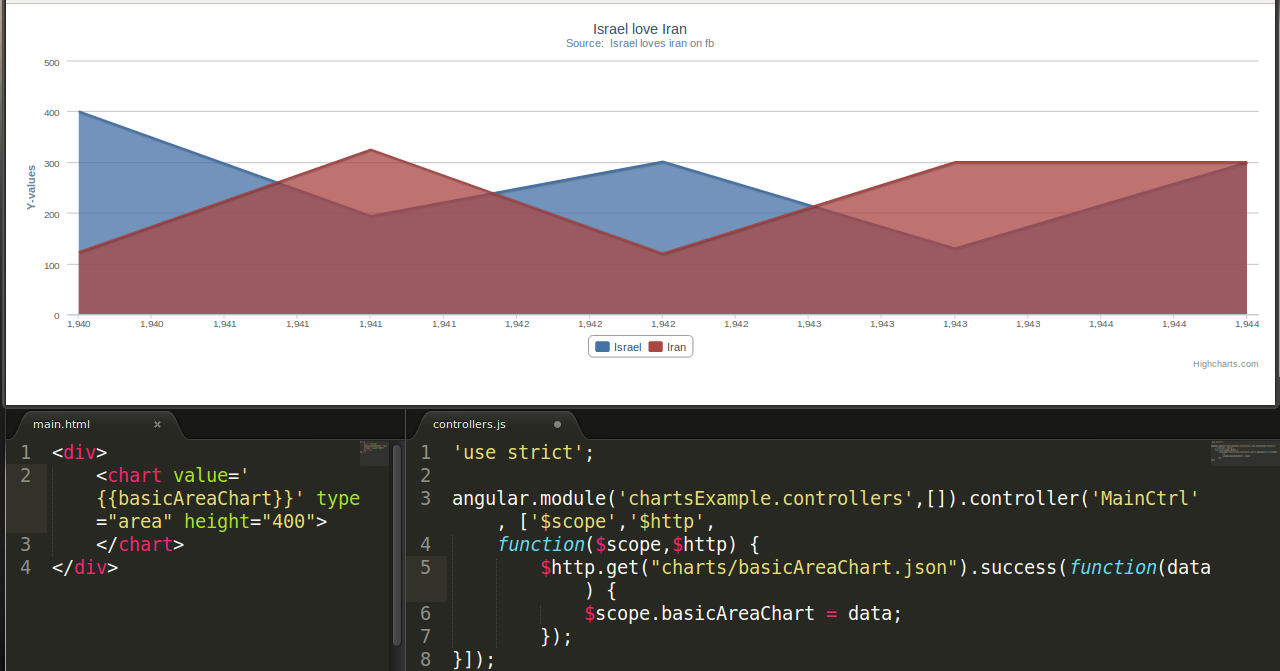 Israel love Iran
Source: Israel loves iran on fb
500
400
300
200
100
0
Y-values
1,940 1,940 1,941 1,941 1,941 1,941 1,942 1,942 1,942 1,942 1,943 1,943 1,943 1,943 1,944 1,944 1,944
Israel Iran
Highcharts.com
main.html ×
1 <div>
2 <chart value='
{{basicAreaChart}}' type
="area" height="400">
3 </chart>
4 </div>
controllers.js
1 'use strict';
2
3 angular.module('chartsExample.controllers',[]).controller('MainCtrl'
, ['$scope','$http',
4 function($scope,$http) {
5 $http.get("charts/basicAreaChart.json").success(function(data
) {
6 $scope.basicAreaChart = data;
7 });
8 }]);